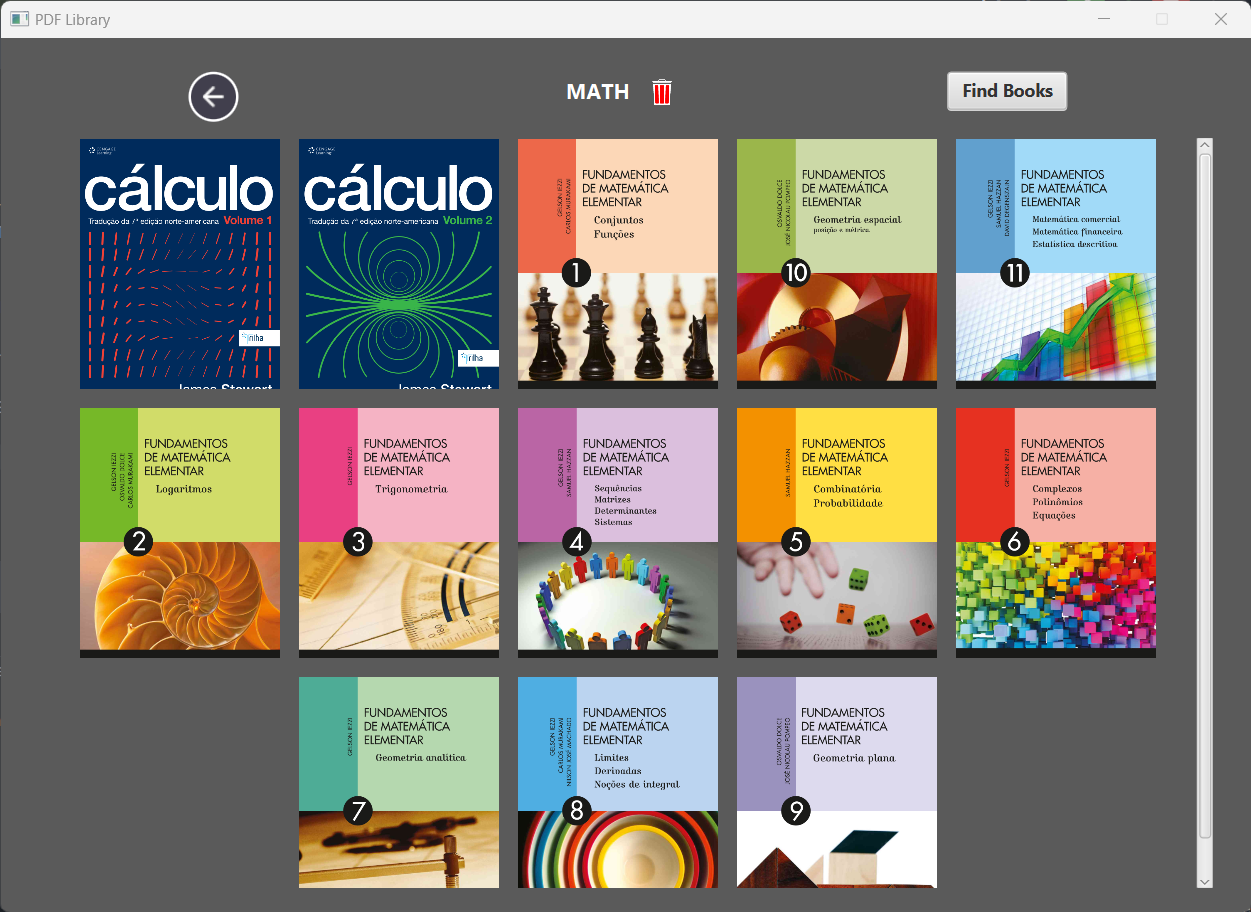 PDF Library
MATH
Find Books
CENGAGE
Learning
cálculo
Tradução da 7ª edição norte-americana Volume 1
trilha
James Stewart
CENGAGE
Learning
cálculo
Tradução da 7ª edição norte-americana Volume 2
trilha
James Stewart
GELSON IEZZI
CARLOS MURAKAMI
FUNDAMENTOS
DE MATEMÁTICA
ELEMENTAR
Conjuntos
Funções
1
OSVALDO DOLCE
JOSÉ NICOLAU POMPEO
FUNDAMENTOS
DE MATEMÁTICA
ELEMENTAR
Geometria espacial
posição e métrica
10
GELSON IEZZI
SAMUEL HAZZAN
DAVID DEGENSZAJN
FUNDAMENTOS
DE MATEMÁTICA
ELEMENTAR
Matemática comercial
Matemática financeira
Estatística descritiva
11
GELSON IEZZI
OSVALDO DOLCE
CARLOS MURAKAMI
FUNDAMENTOS
DE MATEMÁTICA
ELEMENTAR
Logaritmos
2
GELSON IEZZI
FUNDAMENTOS
DE MATEMÁTICA
ELEMENTAR
Trigonometria
3
GELSON IEZZI
SAMUEL HAZZAN
FUNDAMENTOS
DE MATEMÁTICA
ELEMENTAR
Sequências
Matrizes
Determinantes
Sistemas
4
SAMUEL HAZZAN
FUNDAMENTOS
DE MATEMÁTICA
ELEMENTAR
Combinatória
Probabilidade
5
GELSON IEZZI
FUNDAMENTOS
DE MATEMÁTICA
ELEMENTAR
Complexos
Polinômios
Equações
6
GELSON IEZZI
FUNDAMENTOS
DE MATEMÁTICA
ELEMENTAR
Geometria analítica
7
GELSON IEZZI
CARLOS MURAKAMI
NILSON JOSÉ MACHADO
FUNDAMENTOS
DE MATEMÁTICA
ELEMENTAR
Limites
Derivadas
Noções de integral
8
OSVALDO DOLCE
JOSÉ NICOLAU POMPEO
FUNDAMENTOS
DE MATEMÁTICA
ELEMENTAR
Geometria plana
9